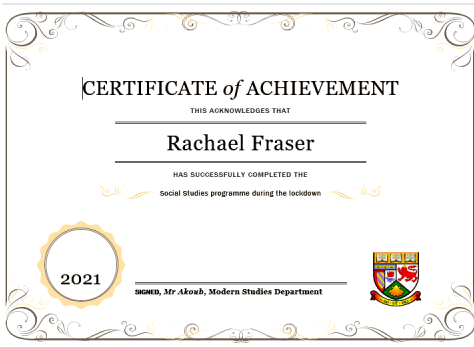 CERTIFICATE of ACHIEVEMENT
THIS ACKNOWLEDGES THAT
Rachael Fraser
HAS SUCCESSFULLY COMPLETED THE
Social Studies programme during the lockdown
2021
SIGNED, Mr Akoub, Modern Studies Department